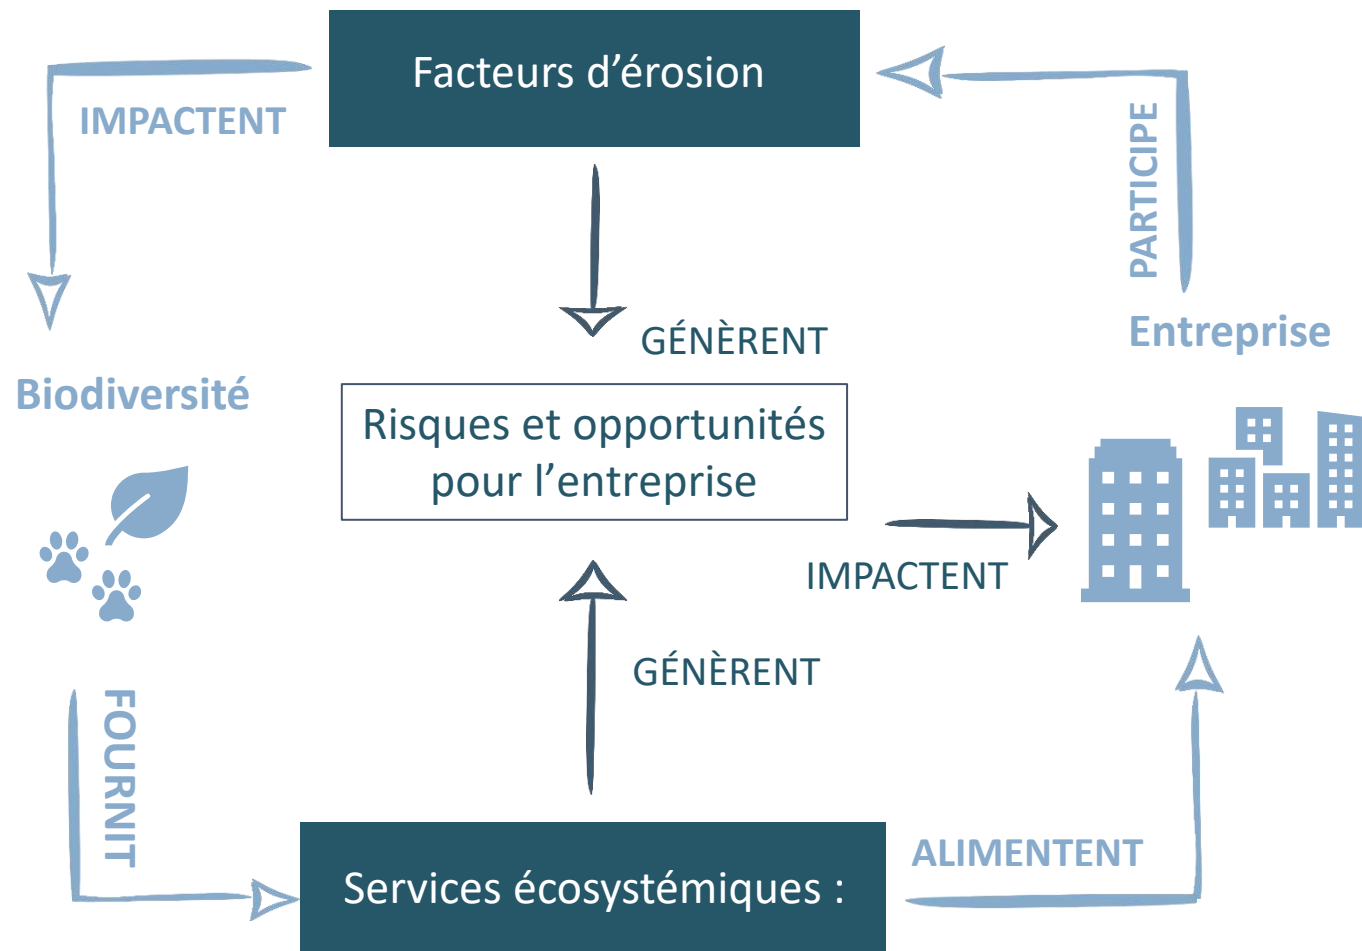 Facteurs d’érosion
IMPACTENT
PARTICIPE
GÉNÈRENT
Entreprise
Biodiversité
Risques et opportunités
pour l’entreprise
IMPACTENT
GÉNÈRENT
FOURNIT
ALIMENTENT
Services écosystémiques :